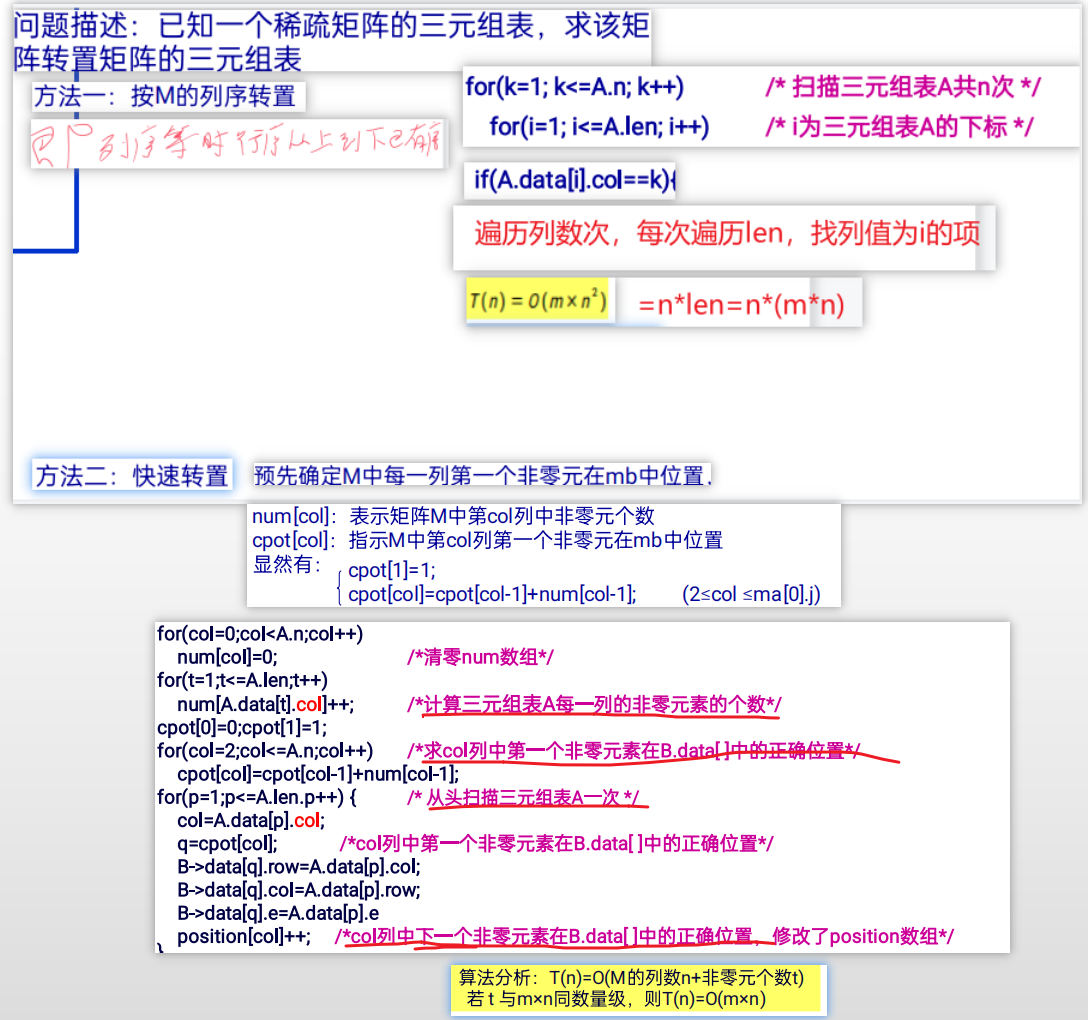 问题描述：已知一个稀疏矩阵的三元组表，求该矩
阵转置矩阵的三元组表
方法一：按M的列序转置
列序等时行序从上到下已有序
for(k=1; k<=A.n; k++) /* 扫描三元组表A共n次 */
for(i=1; i<=A.len; i++) /* i为三元组表A的下标 */
if(A.data[i].col==k){
遍历列数次，每次遍历len，找列值为i的项
T(n) = O(m×n²) =n*len=n*(m*n)
方法二：快速转置 预先确定M中每一列第一个非零元在mb中位置，
num[col]：表示矩阵M中第col列中非零元个数
cpot[col]：指示M中第col列第一个非零元在mb中位置
显然有：
cpot[1]=1;
cpot[col]=cpot[col-1]+num[col-1]; (2≤col ≤ma[0].j)
for(col=0;col<A.n;col++)
num[col]=0; /*清零num数组*/
for(t=1;t<=A.len;t++)
num[A.data[t].col]++; /*计算三元组表A每一列的非零元素的个数*/
cpot[0]=0;cpot[1]=1;
for(col=2;col<=A.n;col++) /*求col列中第一个非零元素在B.data[ ]中的正确位置*/
cpot[col]=cpot[col-1]+num[col-1];
for(p=1;p<=A.len.p++) { /* 从头扫描三元组表A一次 */
col=A.data[p].col;
q=cpot[col]; /*col列中第一个非零元素在B.data[ ]中的正确位置*/
B->data[q].row=A.data[p].col;
B->data[q].col=A.data[p].row;
B->data[q].e=A.data[p].e
position[col]++; /*col列中下一个非零元素在B.data[ ]中的正确位置，修改了position数组*/
}
算法分析：T(n)=O(M的列数n+非零元个数t)
若 t 与m×n同数量级，则T(n)=O(m×n)